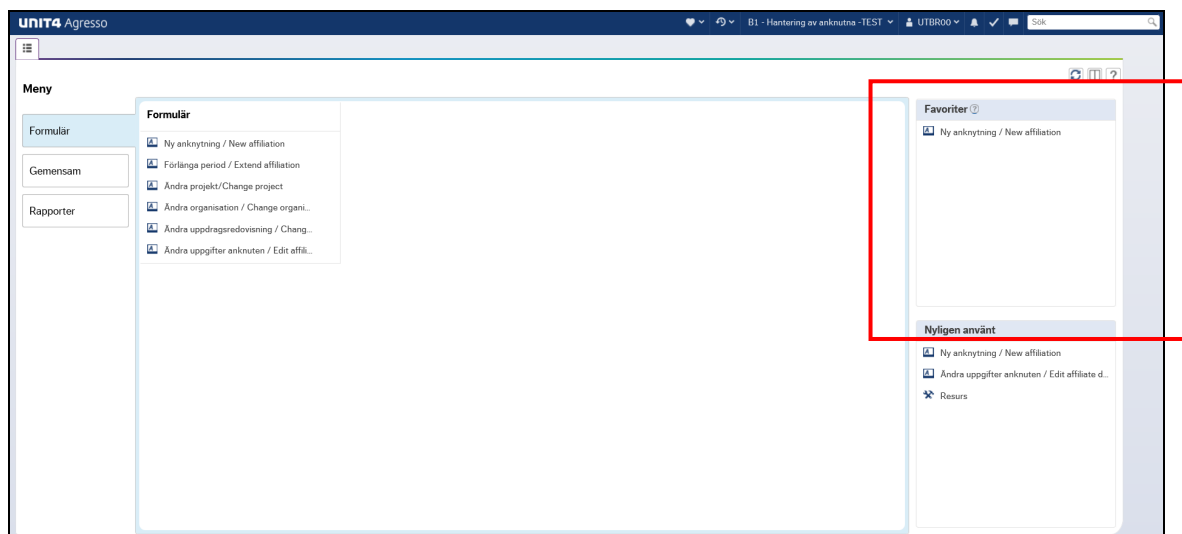 UNIT4 Agresso
B1 - Hantering av anknutna -TEST
UTBR00
Sök
Meny
Formulär
Gemensam
Rapporter
Formulär
Ny anknytning / New affiliation
Förlänga period / Extend affiliation
Ändra projekt/Change project
Ändra organisation / Change organi...
Ändra uppdragsredovisning / Chang...
Ändra uppgifter anknuten / Edit affili...
Favoriter ?
Ny anknytning / New affiliation
Nyligen använt
Ny anknytning / New affiliation
Ändra uppgifter anknuten / Edit affiliate d...
Resurs